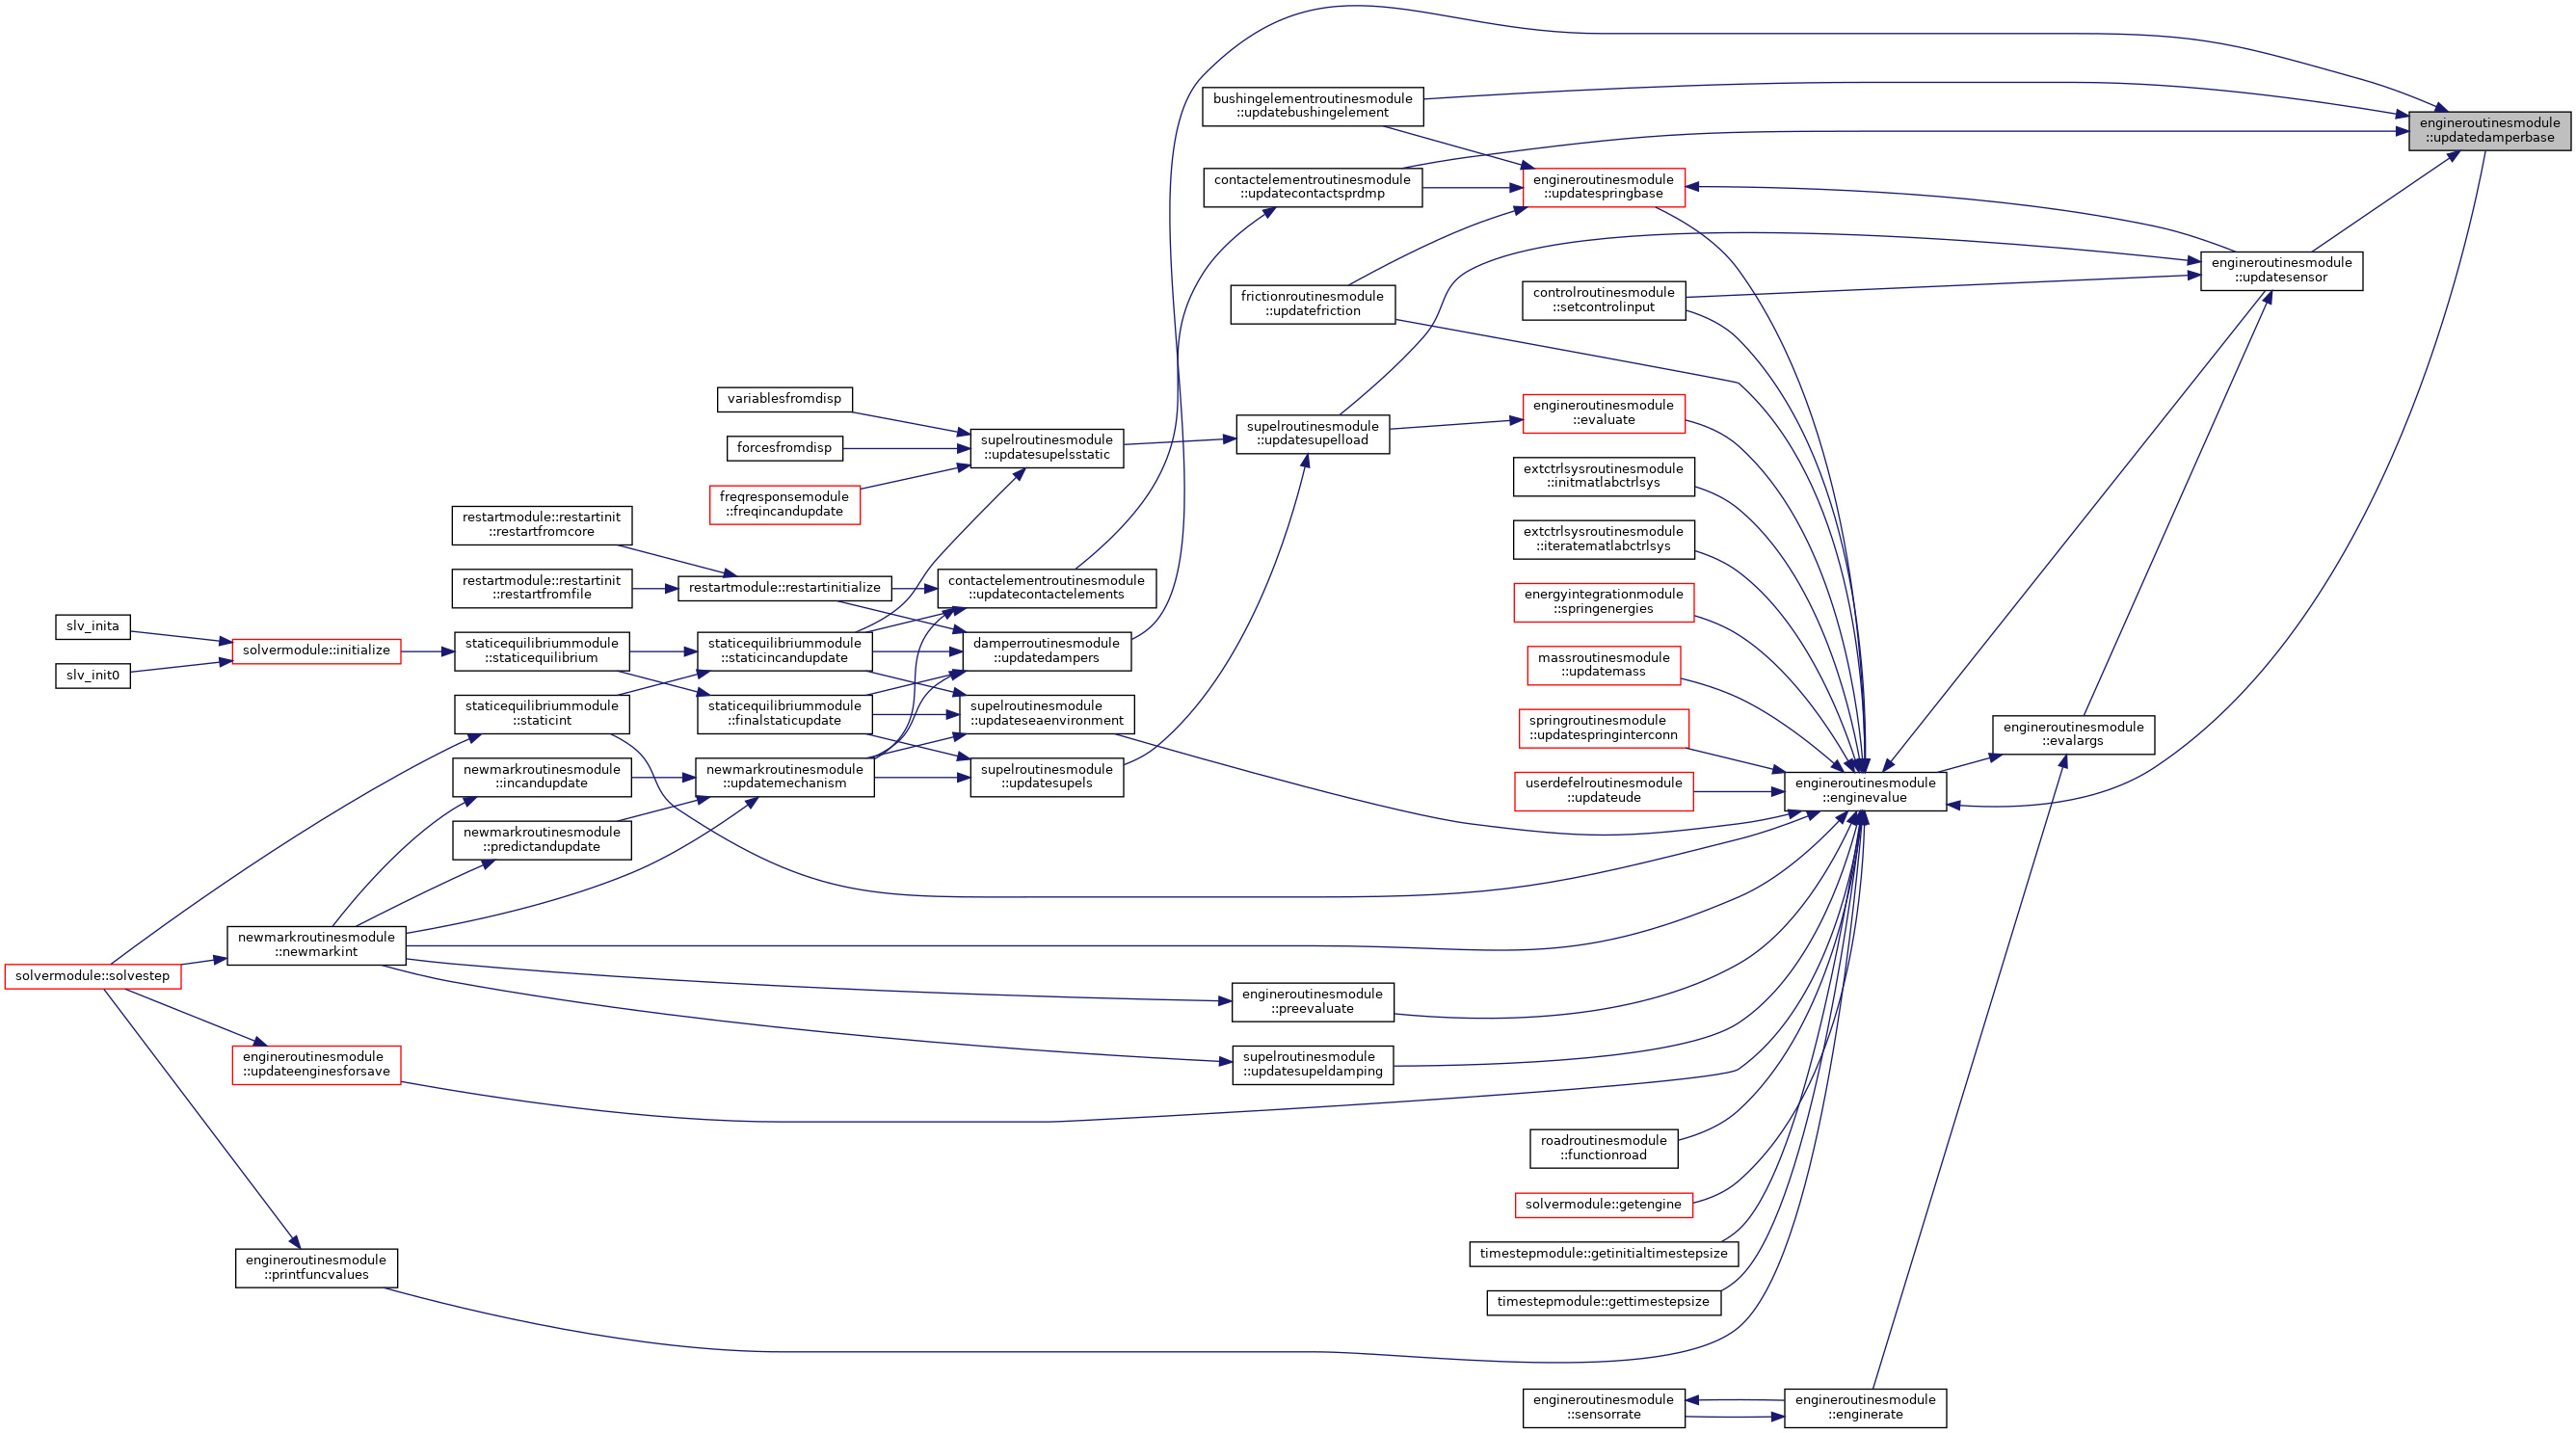 engineroutinesmodule
::updatedamperbase
bushingelementroutinesmodule
::updatebushingelement
contactelementroutinesmodule
::updatecontactsprdmp
engineroutinesmodule
::updatespringbase
engineroutinesmodule
::updatesensor
frictionroutinesmodule
::updatefriction
controlroutinesmodule
::setcontrolinput
variablesfromdisp
forcesfromdisp
freqresponsemodule
::freqincandupdate
supelroutinesmodule
::updatesupelsstatic
supelroutinesmodule
::updatesupelload
engineroutinesmodule
::evaluate
extctrlsysroutinesmodule
::initmatlabctrlsys
extctrlsysroutinesmodule
::iteratematlabctrlsys
energyintegrationmodule
::springenergies
massroutinesmodule
::updatemass
springroutinesmodule
::updatespringinterconn
userdefelroutinesmodule
::updateude
restartmodule::restartinit
::restartfromcore
restartmodule::restartinit
::restartfromfile
restartmodule::restartinitialize
contactelementroutinesmodule
::updatecontactelements
slv_inita
slv_init0
solvermodule::initialize
staticequilibriummodule
::staticequilibrium
staticequilibriummodule
::staticincandupdate
damperroutinesmodule
::updatedampers
staticequilibriummodule
::staticint
staticequilibriummodule
::finalstaticupdate
supelroutinesmodule
::updateseaenvironment
newmarkroutinesmodule
::incandupdate
newmarkroutinesmodule
::updatemechanism
supelroutinesmodule
::updatesupels
newmarkroutinesmodule
::predictandupdate
engineroutinesmodule
::evalargs
engineroutinesmodule
::enginevalue
newmarkroutinesmodule
::newmarkint
solvermodule::solvestep
engineroutinesmodule
::preevaluate
engineroutinesmodule
::updateenginesforsave
supelroutinesmodule
::updatesupeldamping
roadroutinesmodule
::functionroad
solvermodule::getengine
timestepmodule::getinitialtimestepsize
timestepmodule::gettimestepsize
engineroutinesmodule
::printfuncvalues
engineroutinesmodule
::sensorrate
engineroutinesmodule
::enginerate